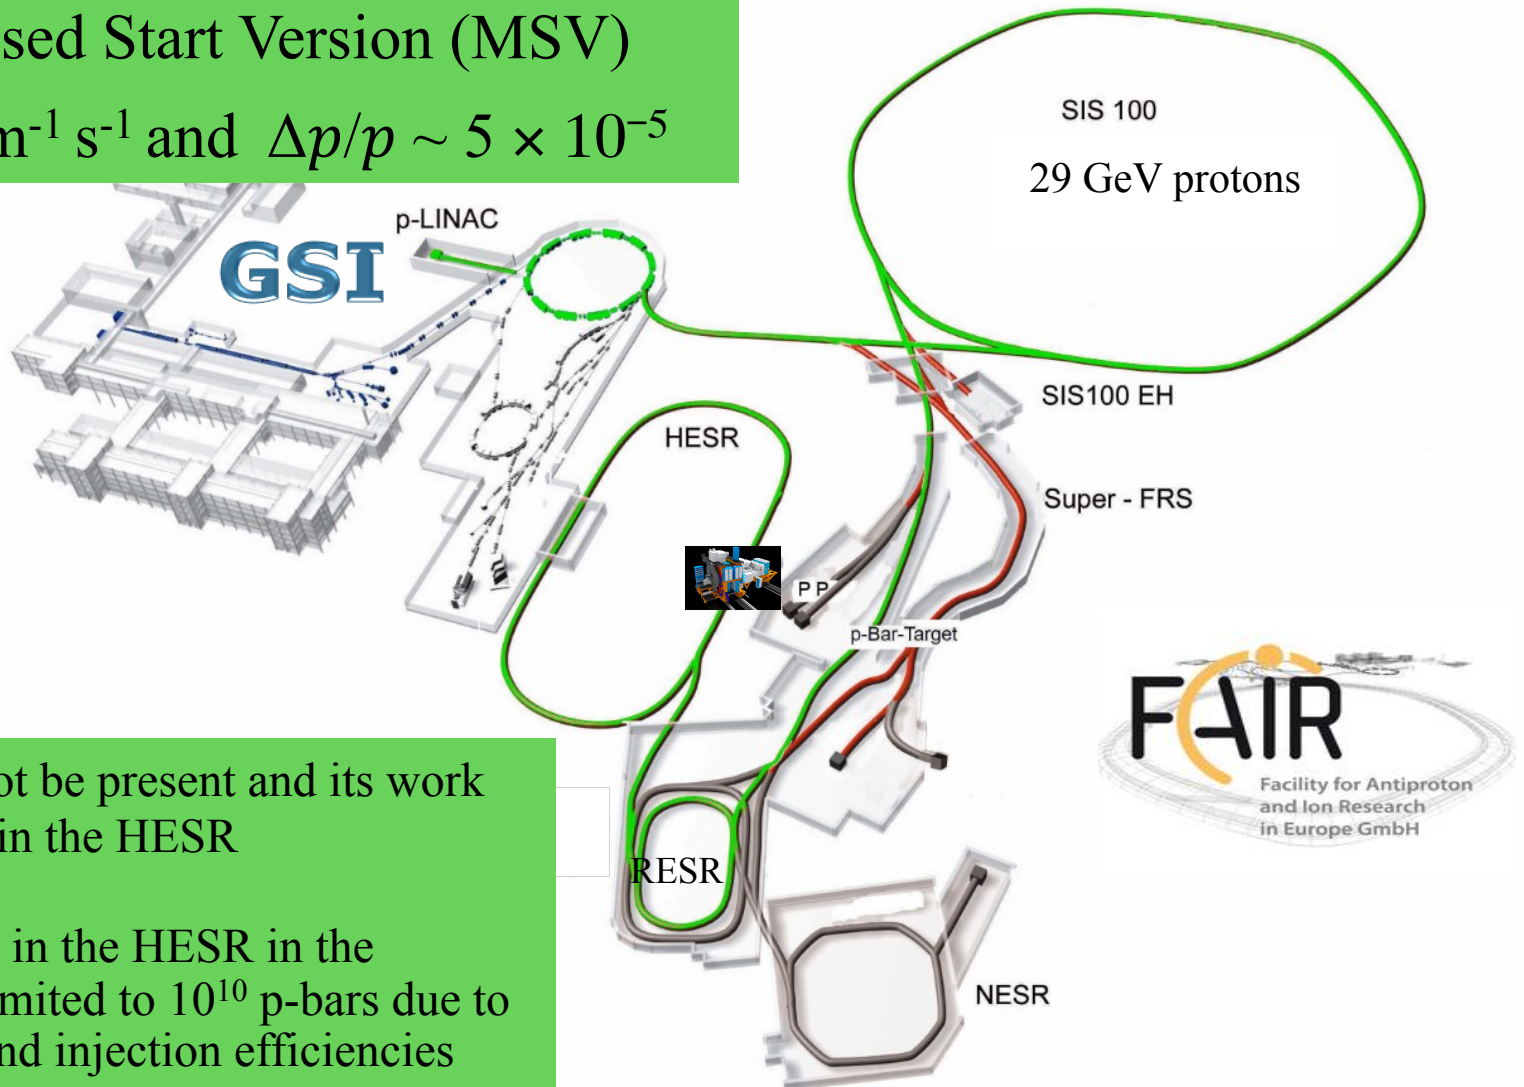 sed Start Version (MSV)
m⁻¹ s⁻¹ and Δp/p ~ 5 × 10⁻⁵
SIS 100
29 GeV protons
p-LINAC
GSI
SIS100 EH
HESR
Super - FRS
P P
p-Bar-Target
FAIR
Facility for Antiproton
and Ion Research
in Europe GmbH
ot be present and its work
in the HESR
in the HESR in the
mited to 10¹⁰ p-bars due to
nd injection efficiencies
RESR
NESR